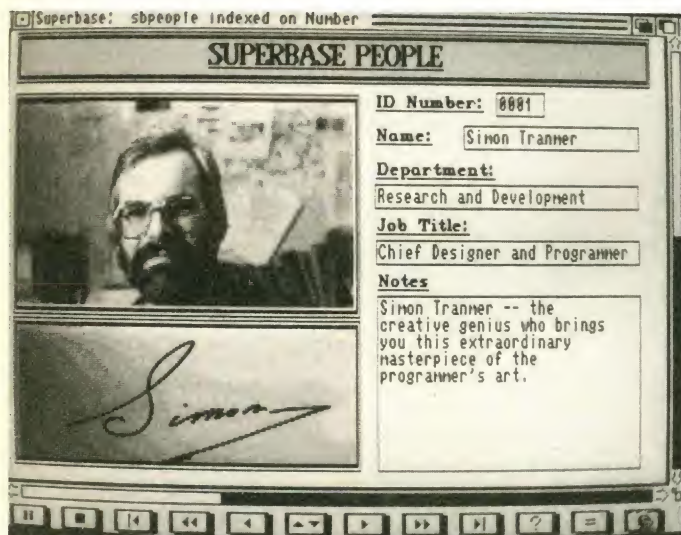 Superbase: sbpeople indexed on Number
SUPERBASE PEOPLE
ID Number: 0001
Name: Simon Tranmer
Department:
Research and Development
Job Title:
Chief Designer and Programmer
Notes
Simon Tranmer -- the
creative genius who brings
you this extraordinary
masterpiece of the
programmer's art.
Simon
? =